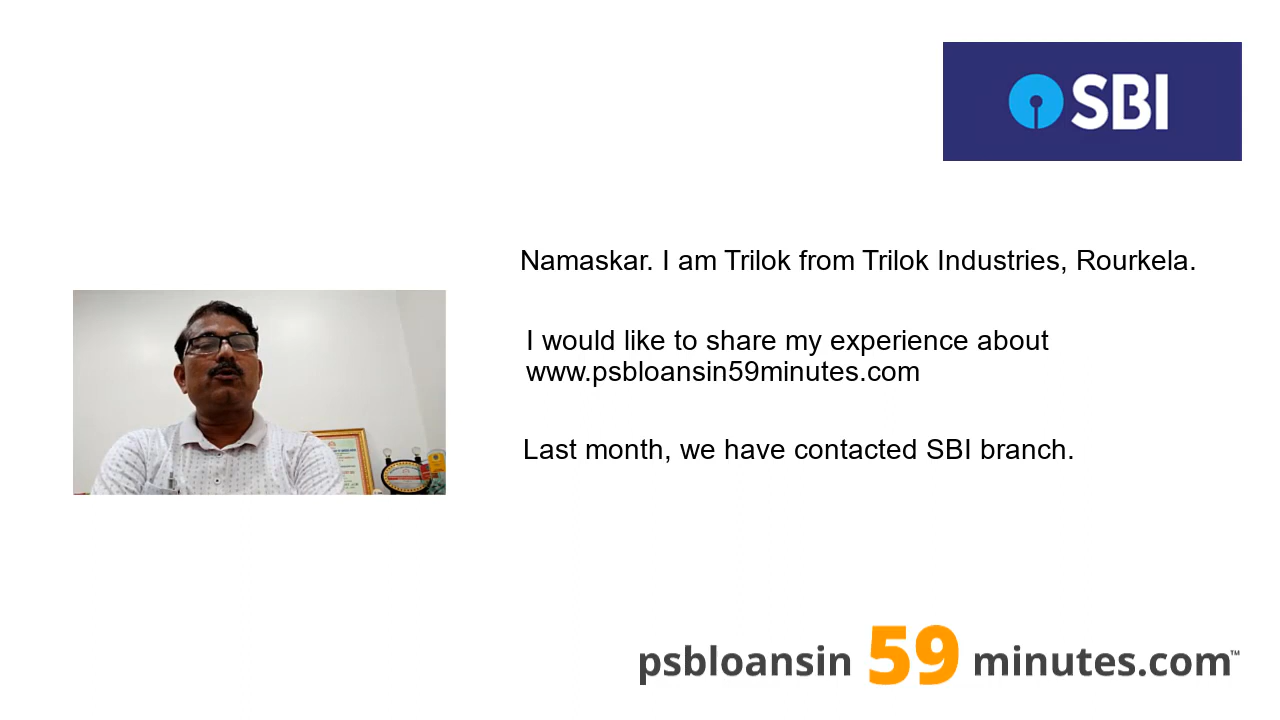 SBI
Namaskar. I am Trilok from Trilok Industries, Rourkela.
I would like to share my experience about
www.psbloansin59minutes.com
Last month, we have contacted SBI branch.
psbloansin 59 minutes.com™